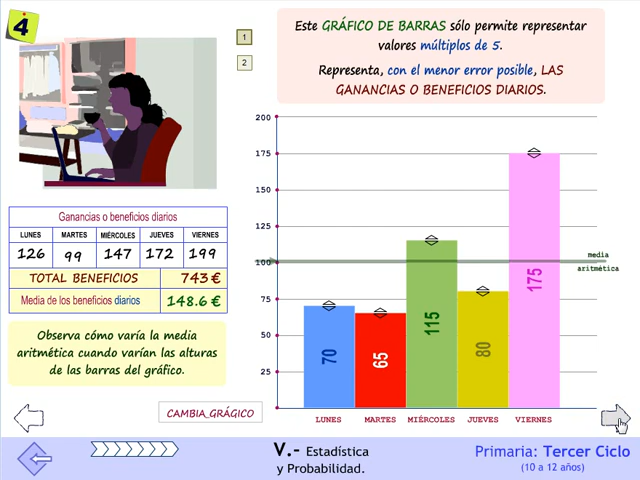 4
1
2
Este GRÁFICO DE BARRAS sólo permite representar
valores múltiplos de 5.
Representa, con el menor error posible, LAS
GANANCIAS O BENEFICIOS DIARIOS.
Ganancias o beneficios diarios
LUNES MARTES MIÉRCOLES JUEVES VIERNES
126 99 147 172 199
TOTAL BENEFICIOS 743 €
Media de los beneficios diarios 148.6 €
Observa cómo varía la media
aritmética cuando varían las alturas
de las barras del gráfico.
CAMBIA_GRÁGICO
200
175
150
125
100
75
50
25
0
media
aritmética
70
65
115
80
175
LUNES MARTES MIÉRCOLES JUEVES VIERNES
V.- Estadística
y Probabilidad.
Primaria: Tercer Ciclo
(10 a 12 años)